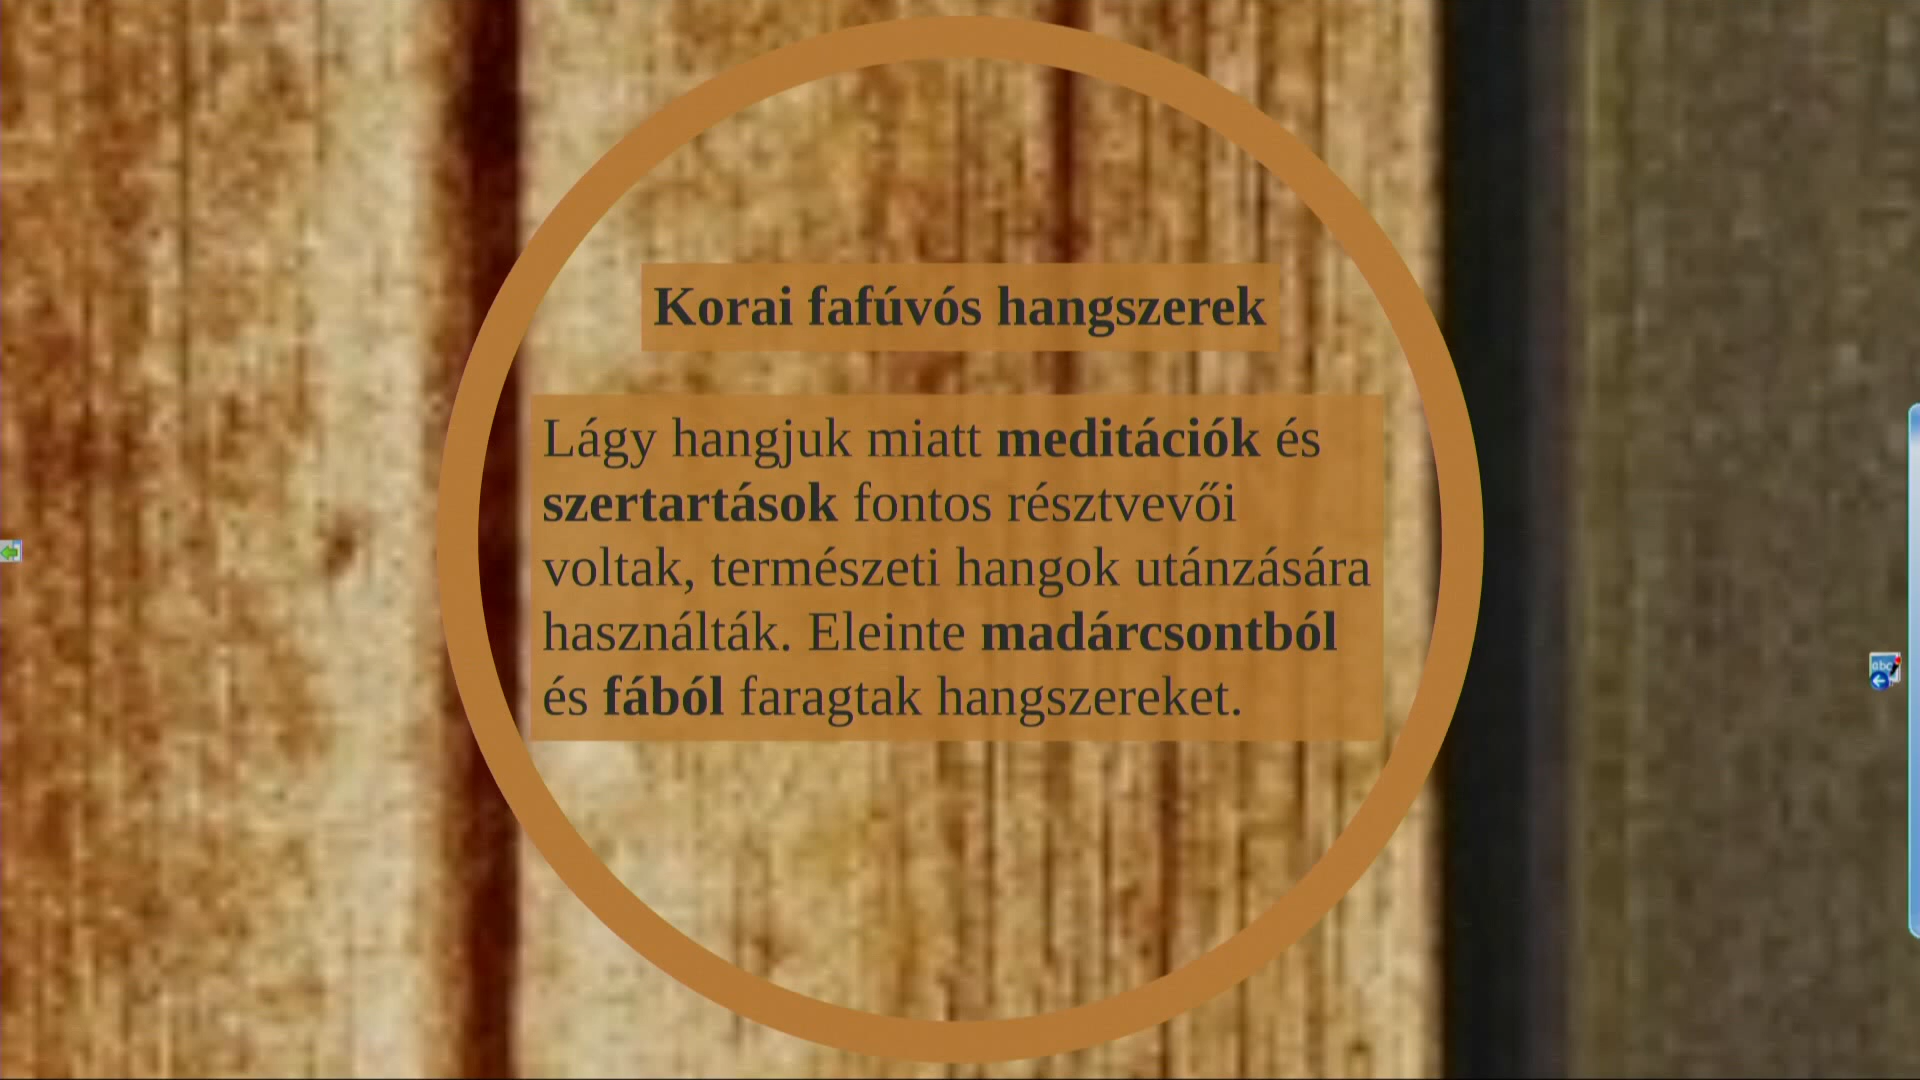 Korai fafúvós hangszerek
Lágy hangjuk miatt meditációk és
szertartások fontos résztvevői
voltak, természeti hangok utánzására
használták. Eleinte madárcsontból
és fából faragtak hangszereket.
abc